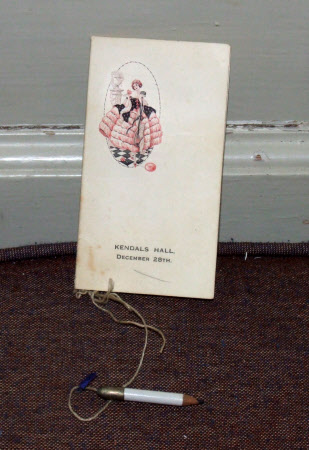 KENDALS HALL,
DECEMBER 28TH.